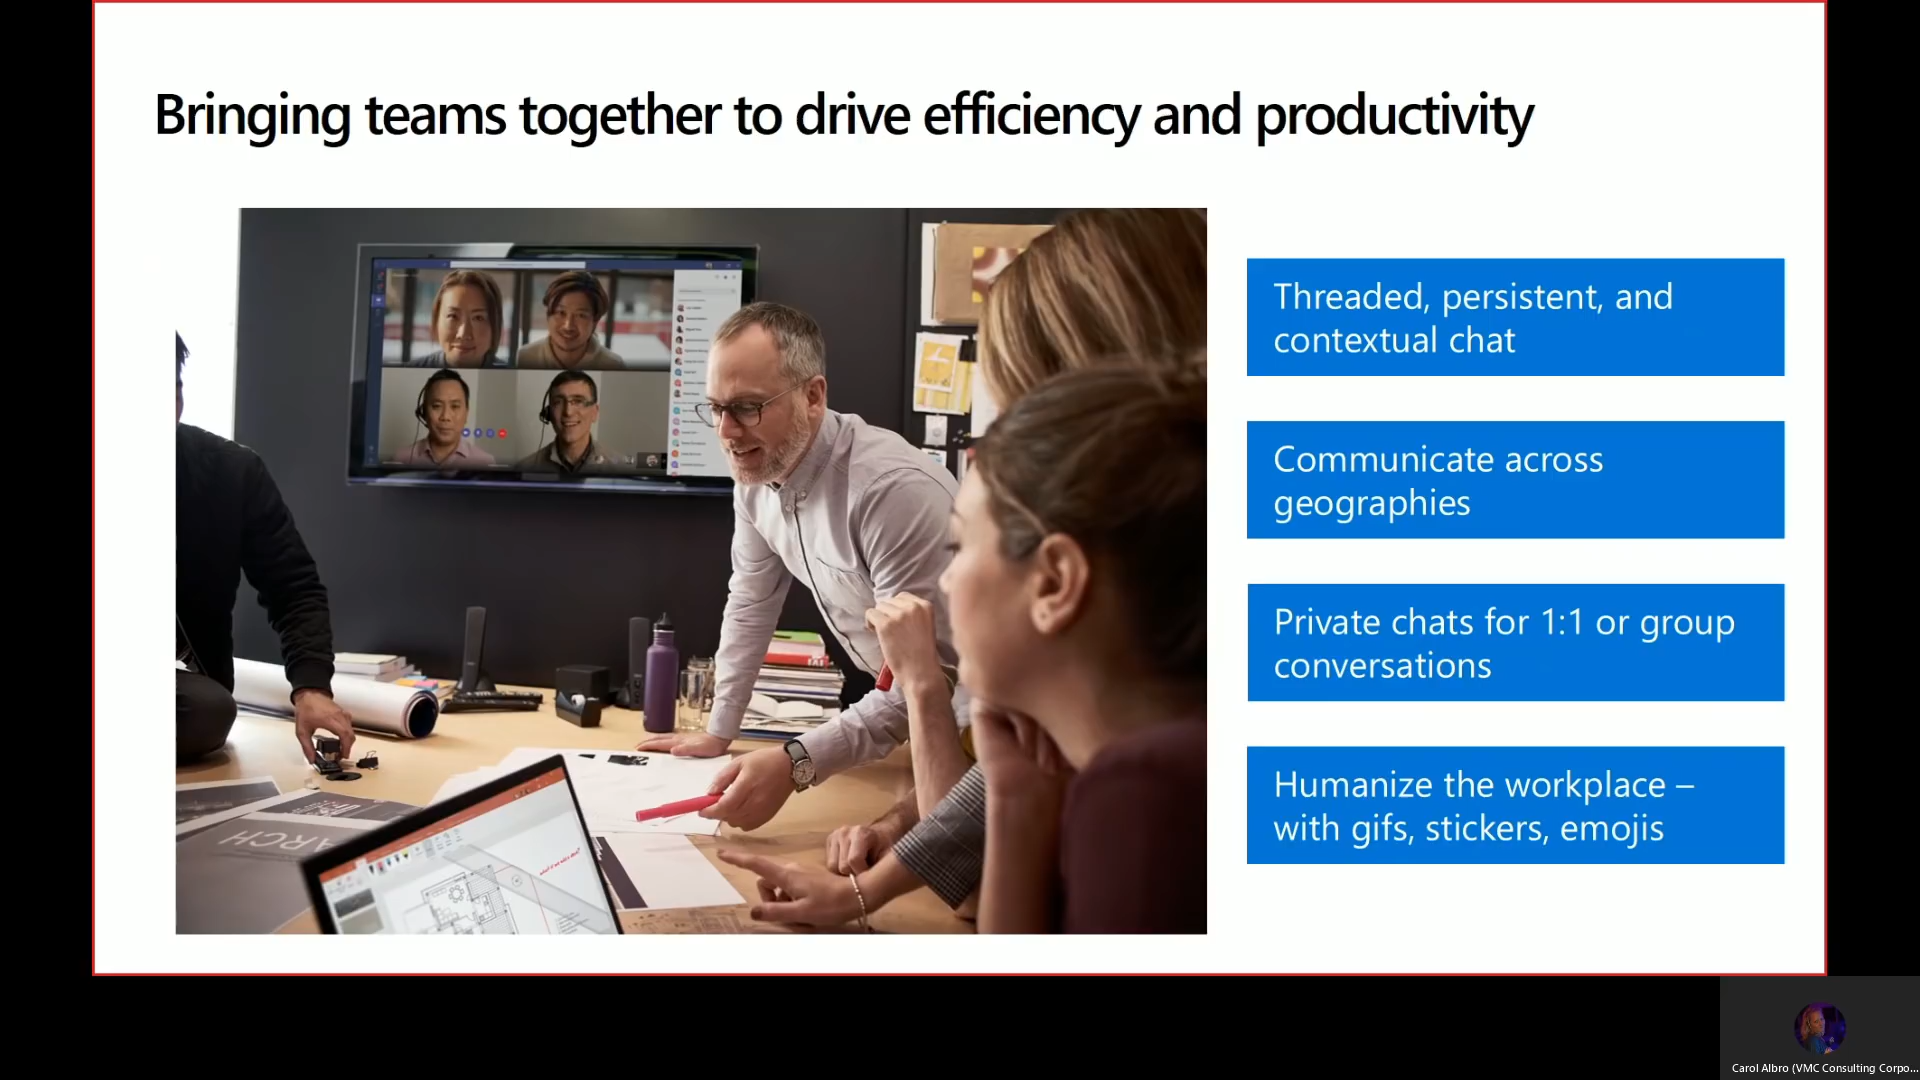 Bringing teams together to drive efficiency and productivity
Threaded, persistent, and
contextual chat
Communicate across
geographies
Private chats for 1:1 or group
conversations
Humanize the workplace –
with gifs, stickers, emojis
ARCH
Carol Albro (VMC Consulting Corpo...